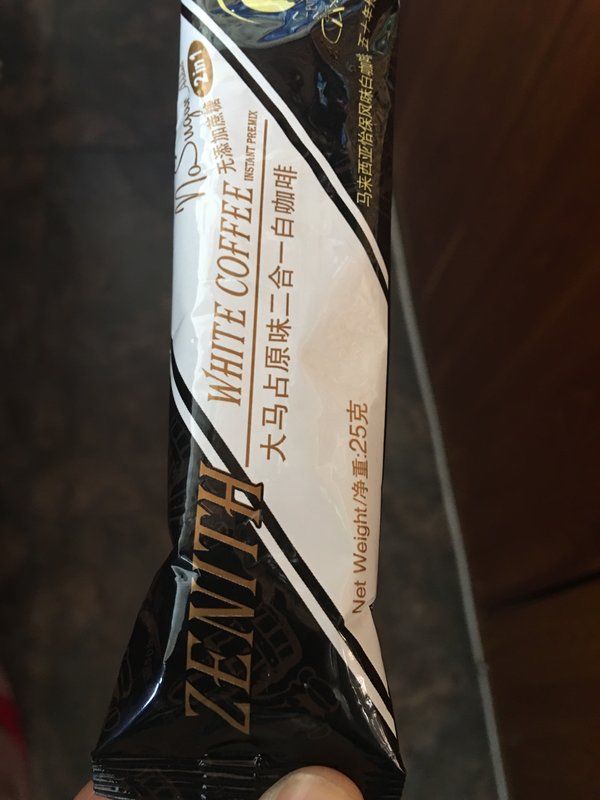 No Sugar
2in1
无添加蔗糖
WHITE COFFEE
INSTANT PREMIX
大马占原味二合一白咖啡
ZENITH
马来西亚怡保风味白咖啡
Net Weight/净重:25克